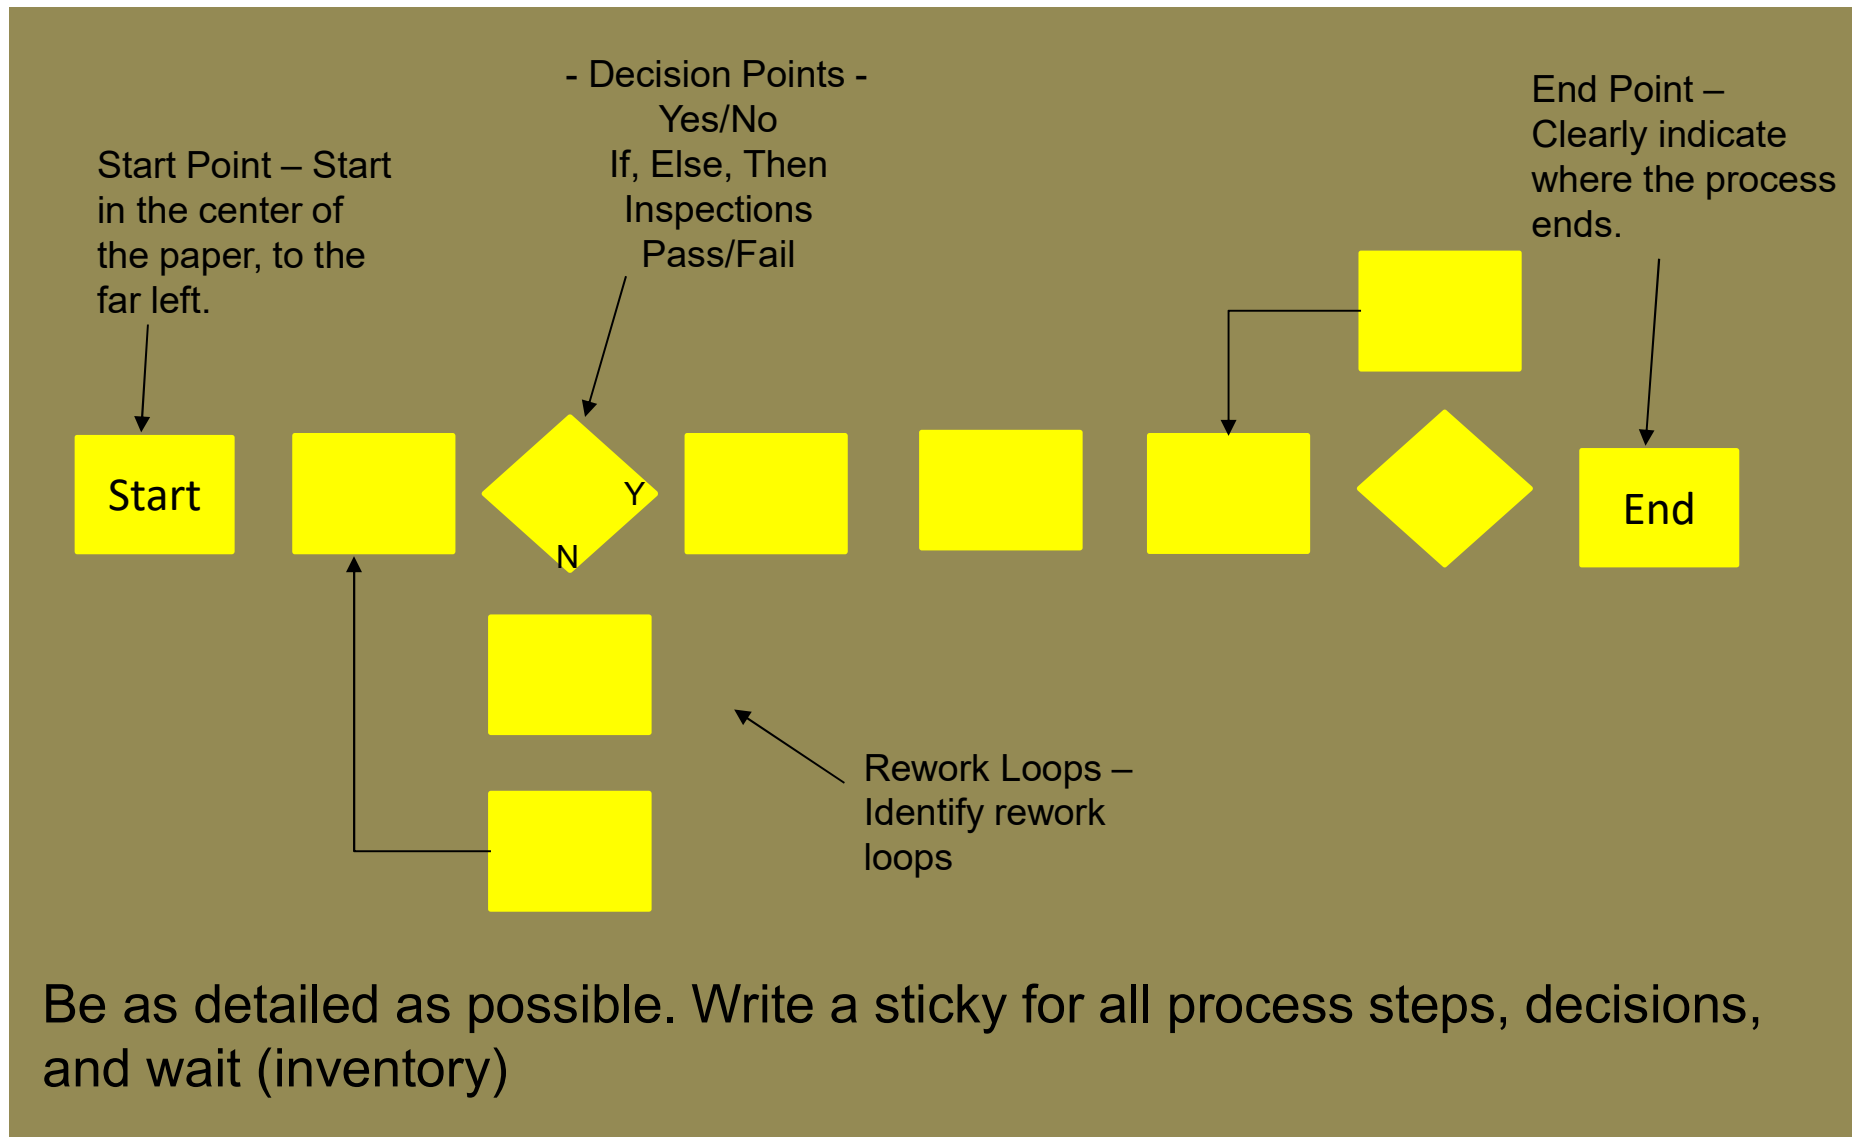 - Decision Points -
Yes/No
If, Else, Then
Inspections
Pass/Fail
End Point –
Clearly indicate
where the process
ends.
Start Point – Start
in the center of
the paper, to the
far left.
Start
Y
N
End
Rework Loops –
Identify rework
loops
Be as detailed as possible. Write a sticky for all process steps, decisions,
and wait (inventory)